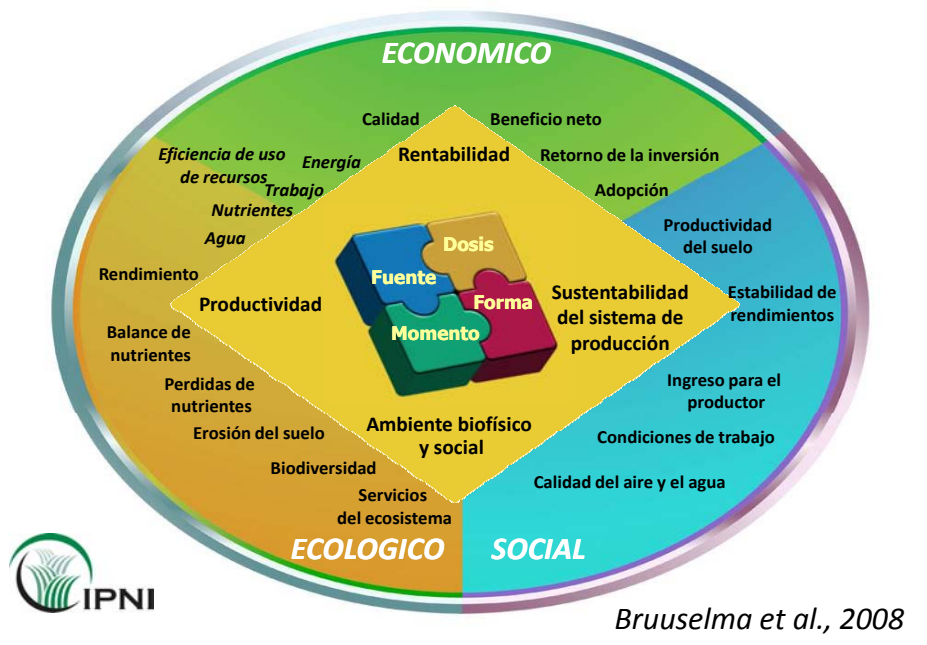 ECONOMICO
Calidad
Beneficio neto
Rentabilidad
Retorno de la inversión
Eficiencia de uso
de recursos
Energía
Trabajo
Adopción
Nutrientes
Agua
Productividad
del suelo
Rendimiento
Dosis
Fuente
Forma
Momento
Productividad
Sustentabilidad
del sistema de
producción
Estabilidad de
rendimientos
Balance de
nutrientes
Perdidas de
nutrientes
Ingreso para el
productor
Ambiente biofísico
y social
Erosión del suelo
Condiciones de trabajo
Biodiversidad
Calidad del aire y el agua
Servicios
del ecosistema
ECOLOGICO
SOCIAL
IPNI
Bruuselma et al., 2008